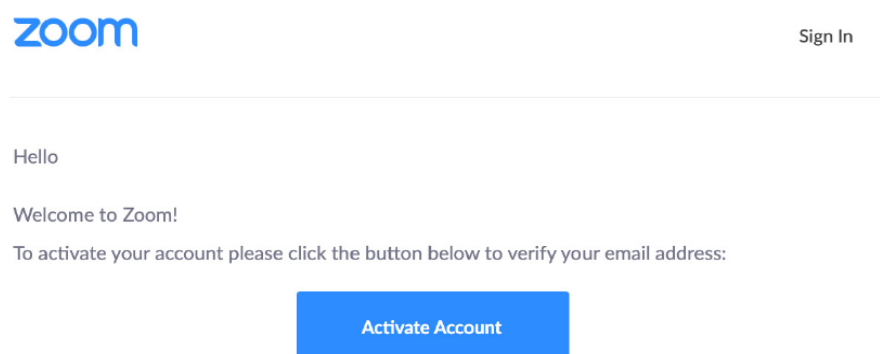 zoom
Sign In
Hello
Welcome to Zoom!
To activate your account please click the button below to verify your email address:
Activate Account